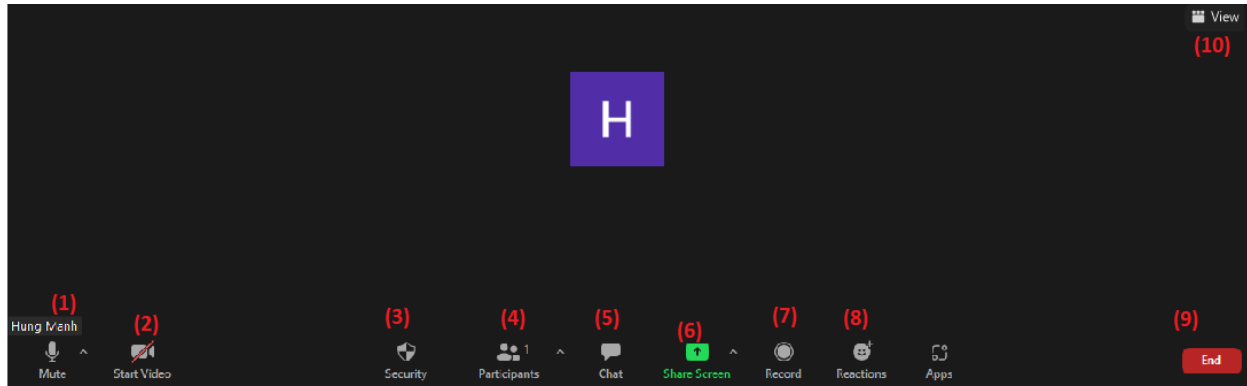 View
(10)
H
(1)
Hung Manh
(2)
(3)
(4)
(5)
(6)
(7)
(8)
(9)
1
Mute
Start Video
Security
Participants
Chat
Share Screen
Record
Reactions
Apps
End